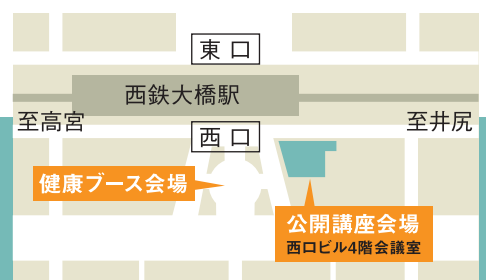 東口
西鉄大橋駅
至高宮
至井尻
西口
健康ブース会場
公開講座会場
西口ビル4階会議室